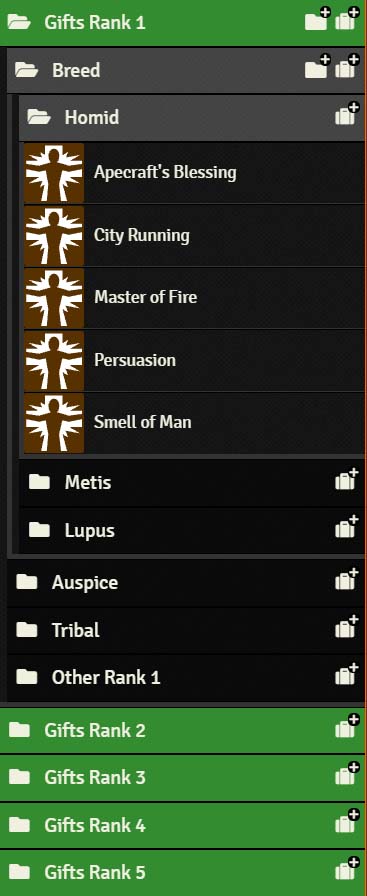 Gifts Rank 1
Breed
Homid
Apecraft's Blessing
City Running
Master of Fire
Persuasion
Smell of Man
Metis
Lupus
Auspice
Tribal
Other Rank 1
Gifts Rank 2
Gifts Rank 3
Gifts Rank 4
Gifts Rank 5